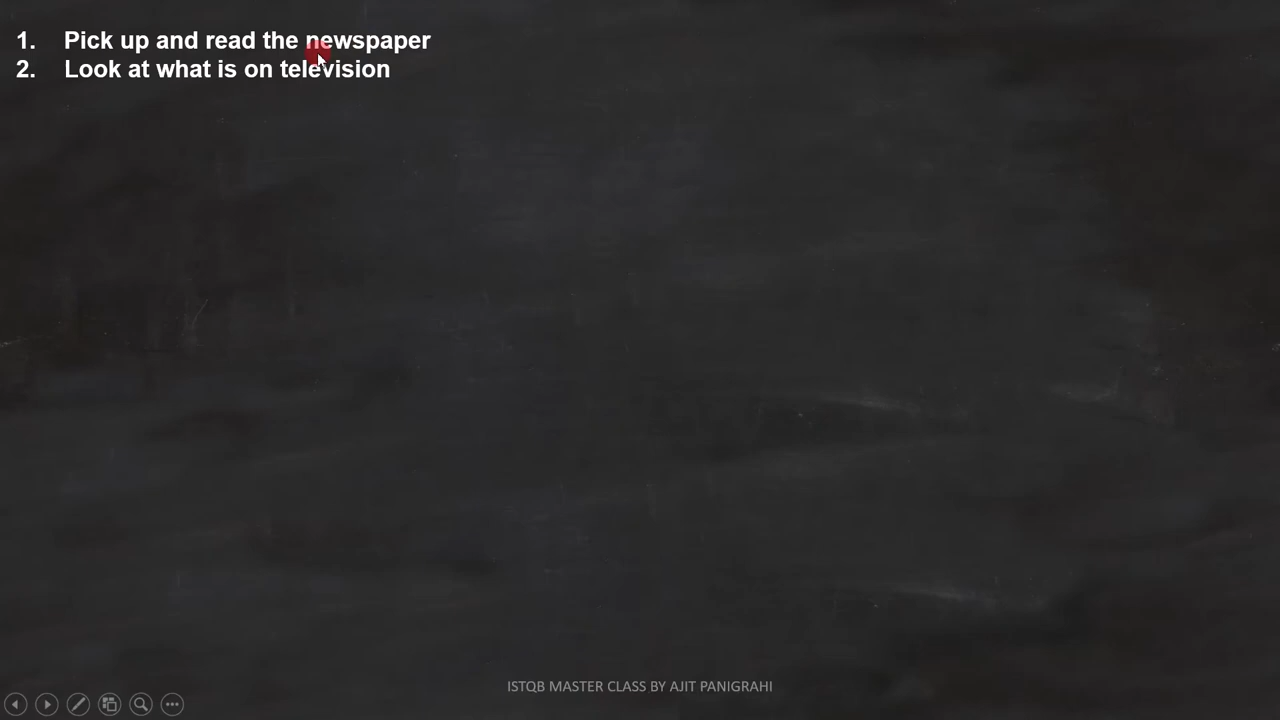 1. Pick up and read the newspaper
2. Look at what is on television
ISTQB MASTER CLASS BY AJIT PANIGRAHI